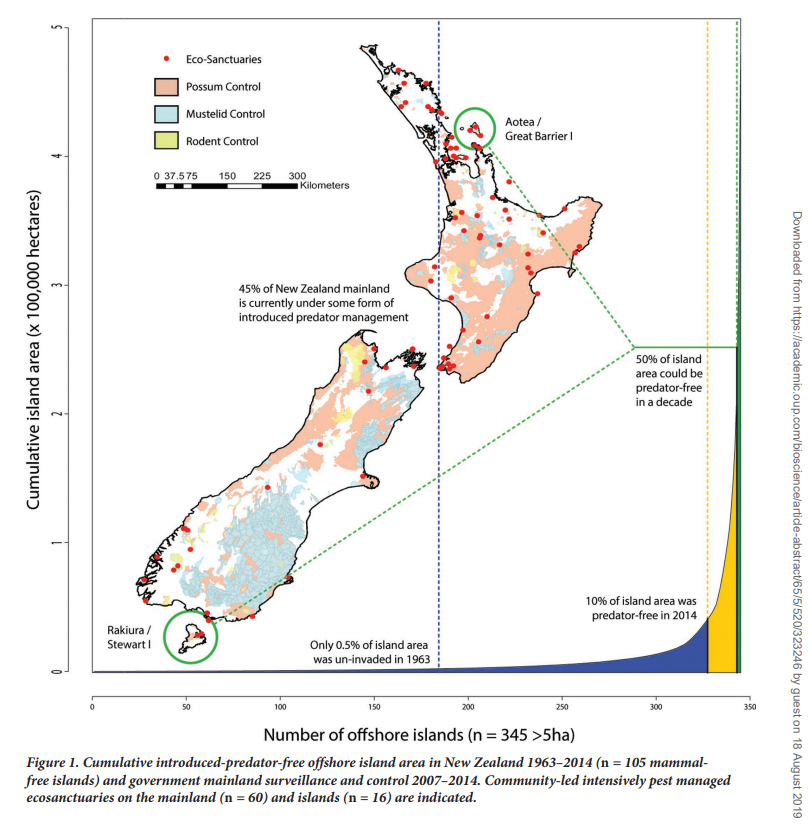 Eco-Sanctuaries
Possum Control
Mustelid Control
Rodent Control
0 37.5 75 150 225 300
Kilometers
Aotea /
Great Barrier I
45% of New Zealand mainland
is currently under some form of
introduced predator management
50% of island
area could be
predator-free
in a decade
10% of island area was
predator-free in 2014
Rakiura /
Stewart I
Only 0.5% of island area
was un-invaded in 1963
Cumulative island area (x 100,000 hectares)
5
4
3
2
1
0
0 50 100 150 200 250 300 350
Number of offshore islands (n = 345 >5ha)
Figure 1. Cumulative introduced-predator-free offshore island area in New Zealand 1963–2014 (n = 105 mammal-
free islands) and government mainland surveillance and control 2007–2014. Community-led intensively pest managed
ecosanctuaries on the mainland (n = 60) and islands (n = 16) are indicated.
Downloaded from https://academic.oup.com/bioscience/article-abstract/65/5/520/323246 by guest on 18 August 2019